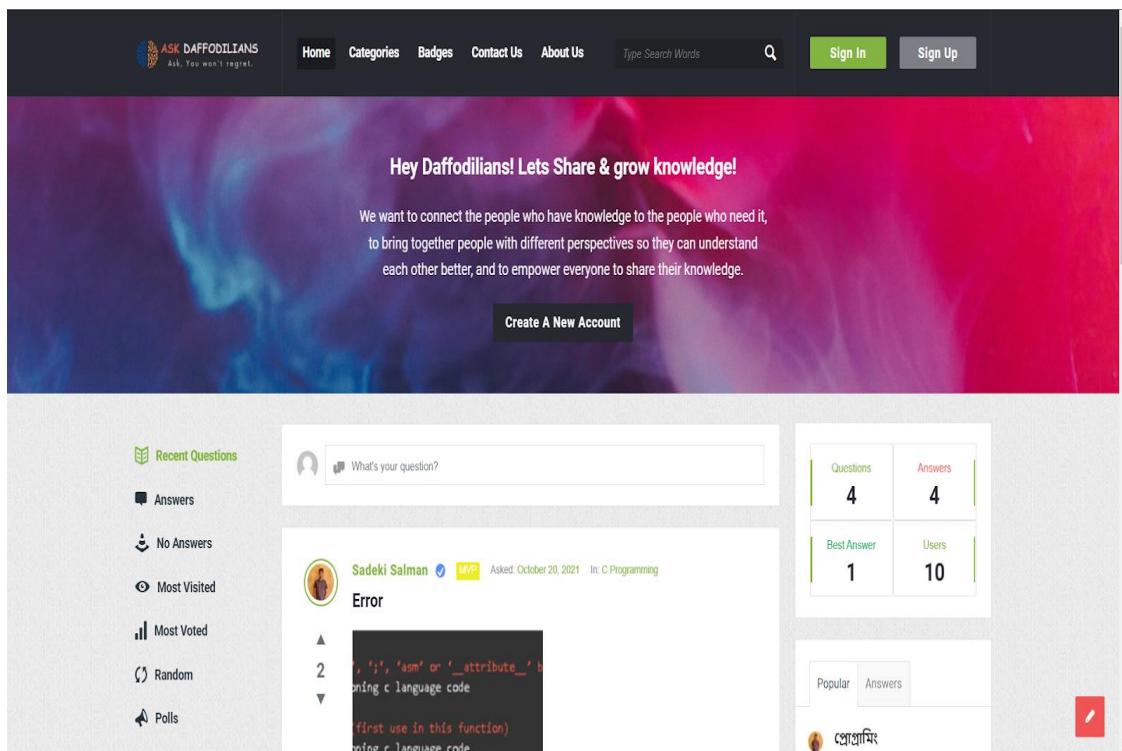 ASK DAFFODILIANS
Ask, You won't regret.
Home Categories Badges Contact Us About Us
Type Search Words
Sign In Sign Up
Hey Daffodilians! Lets Share & grow knowledge!
We want to connect the people who have knowledge to the people who need it,
to bring together people with different perspectives so they can understand
each other better, and to empower everyone to share their knowledge.
Create A New Account
Recent Questions
Answers
No Answers
Most Visited
Most Voted
Random
Polls
What's your question?
Sadeki Salman MVP Asked: October 20, 2021 In: C Programming
Error
2
', ';', 'asm' or '__attribute__' b
oning c language code
(first use in this function)
oning c language code
Questions Answers
4 4
Best Answer Users
1 10
Popular Answers
প্রোগ্রামিং